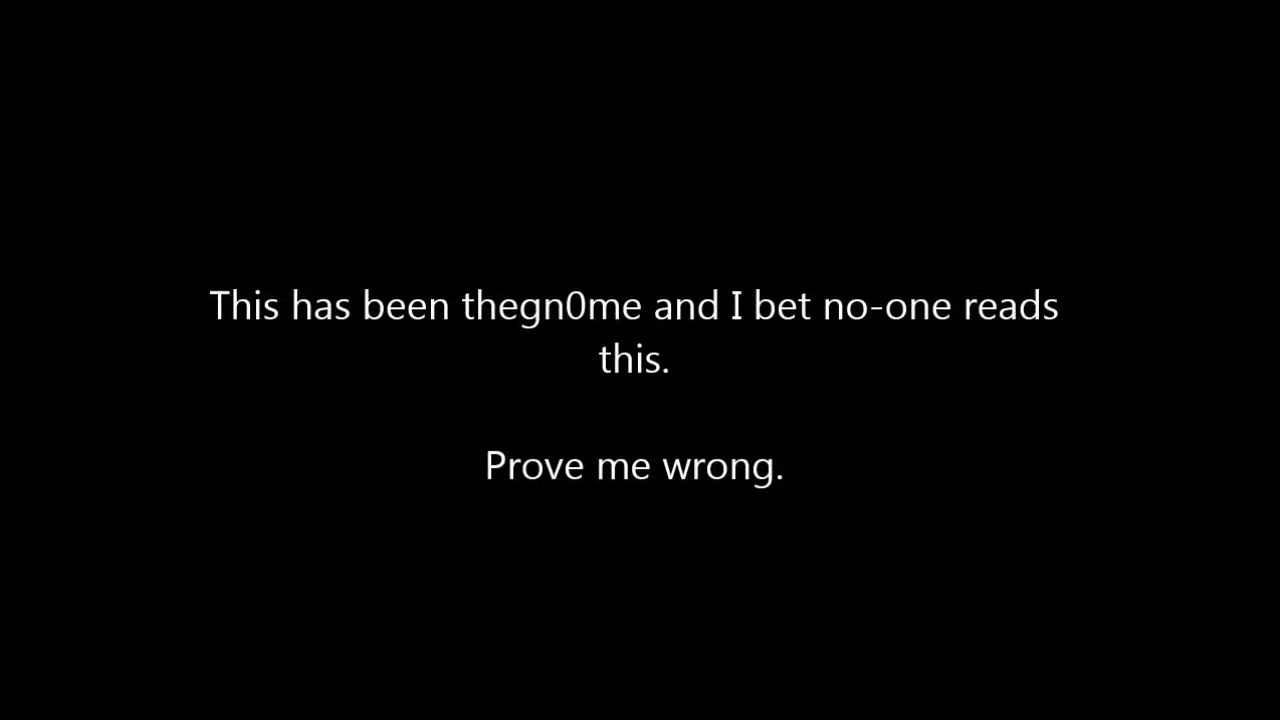 This has been thegn0me and I bet no-one reads
this.
Prove me wrong.